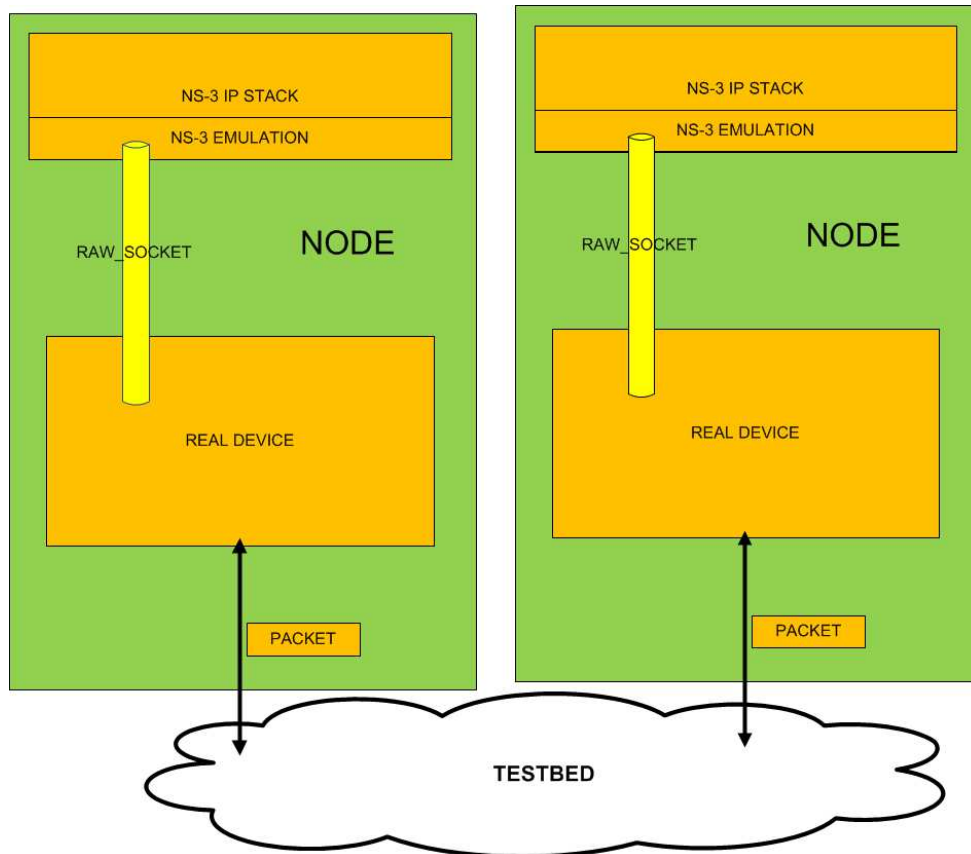 NS-3 IP STACK
NS-3 EMULATION
RAW_SOCKET
NODE
REAL DEVICE
PACKET
NS-3 IP STACK
NS-3 EMULATION
RAW_SOCKET
NODE
REAL DEVICE
PACKET
TESTBED